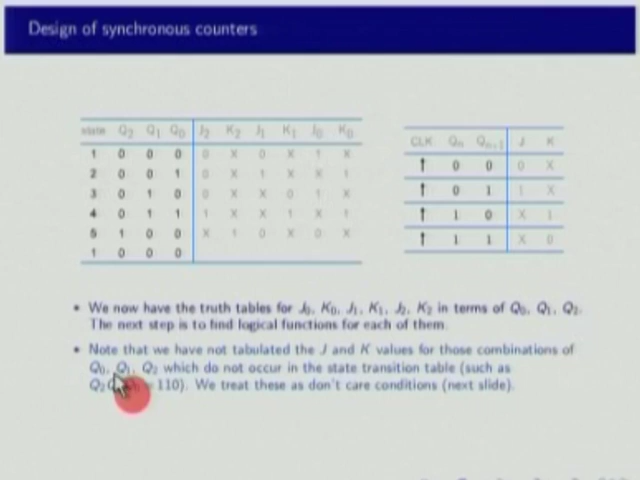 Design of synchronous counters
state Q2 Q1 Q0 J2 K2 J1 K1 J0 K0
1 0 0 0 0 X 0 X 1 X
2 0 0 1 0 X 1 X X 1
3 0 1 0 0 X X 0 1 X
4 0 1 1 1 X X 1 X 1
5 1 0 0 X 1 0 X 0 X
1 0 0 0
CLK Qn Qn+1 J K
↑ 0 0 0 X
↑ 0 1 1 X
↑ 1 0 X 1
↑ 1 1 X 0
• We now have the truth tables for J0, K0, J1, K1, J2, K2 in terms of Q0, Q1, Q2.
The next step is to find logical functions for each of them.
• Note that we have not tabulated the J and K values for those combinations of
Q0, Q1, Q2 which do not occur in the state transition table (such as
= 110). We treat these as don't care conditions (next slide).